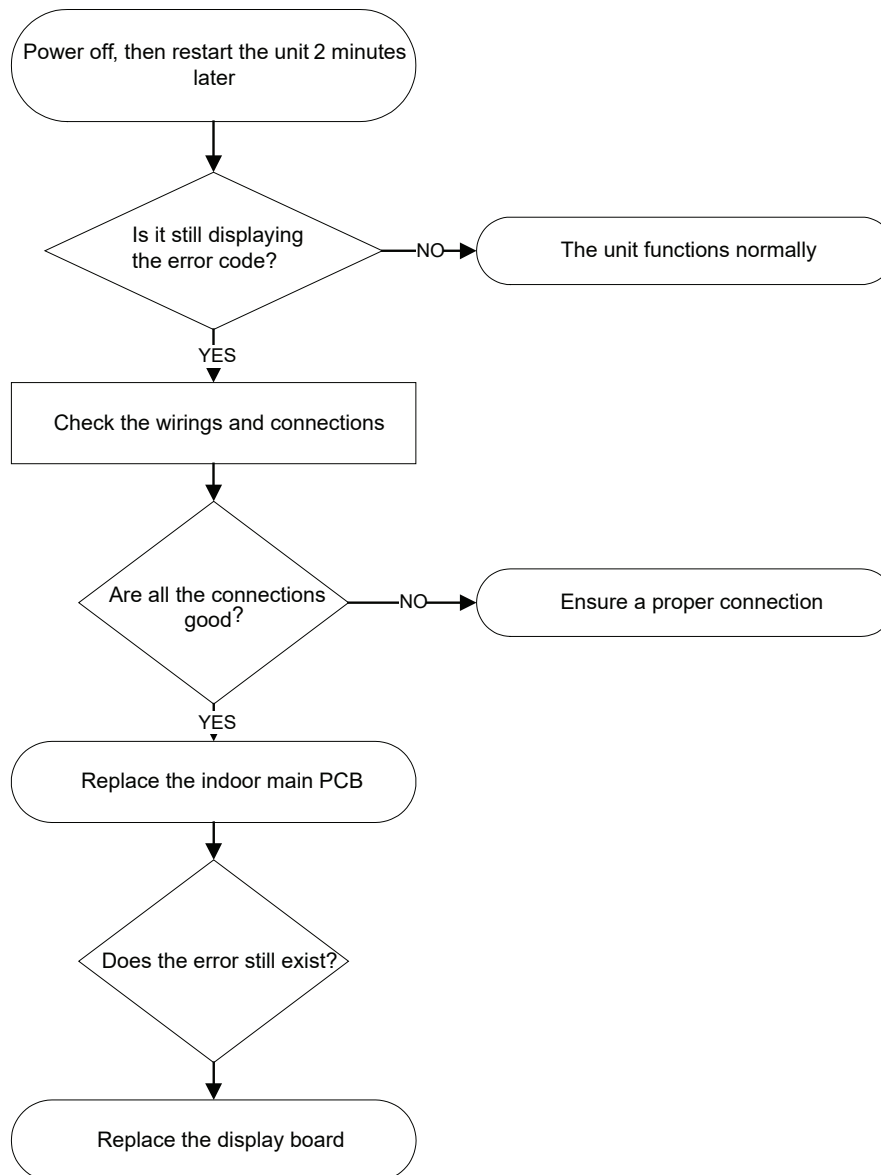 Power off, then restart the unit 2 minutes
later
Is it still displaying
the error code?
NO
The unit functions normally
YES
Check the wirings and connections
Are all the connections
good?
NO
Ensure a proper connection
YES
Replace the indoor main PCB
Does the error still exist?
Replace the display board